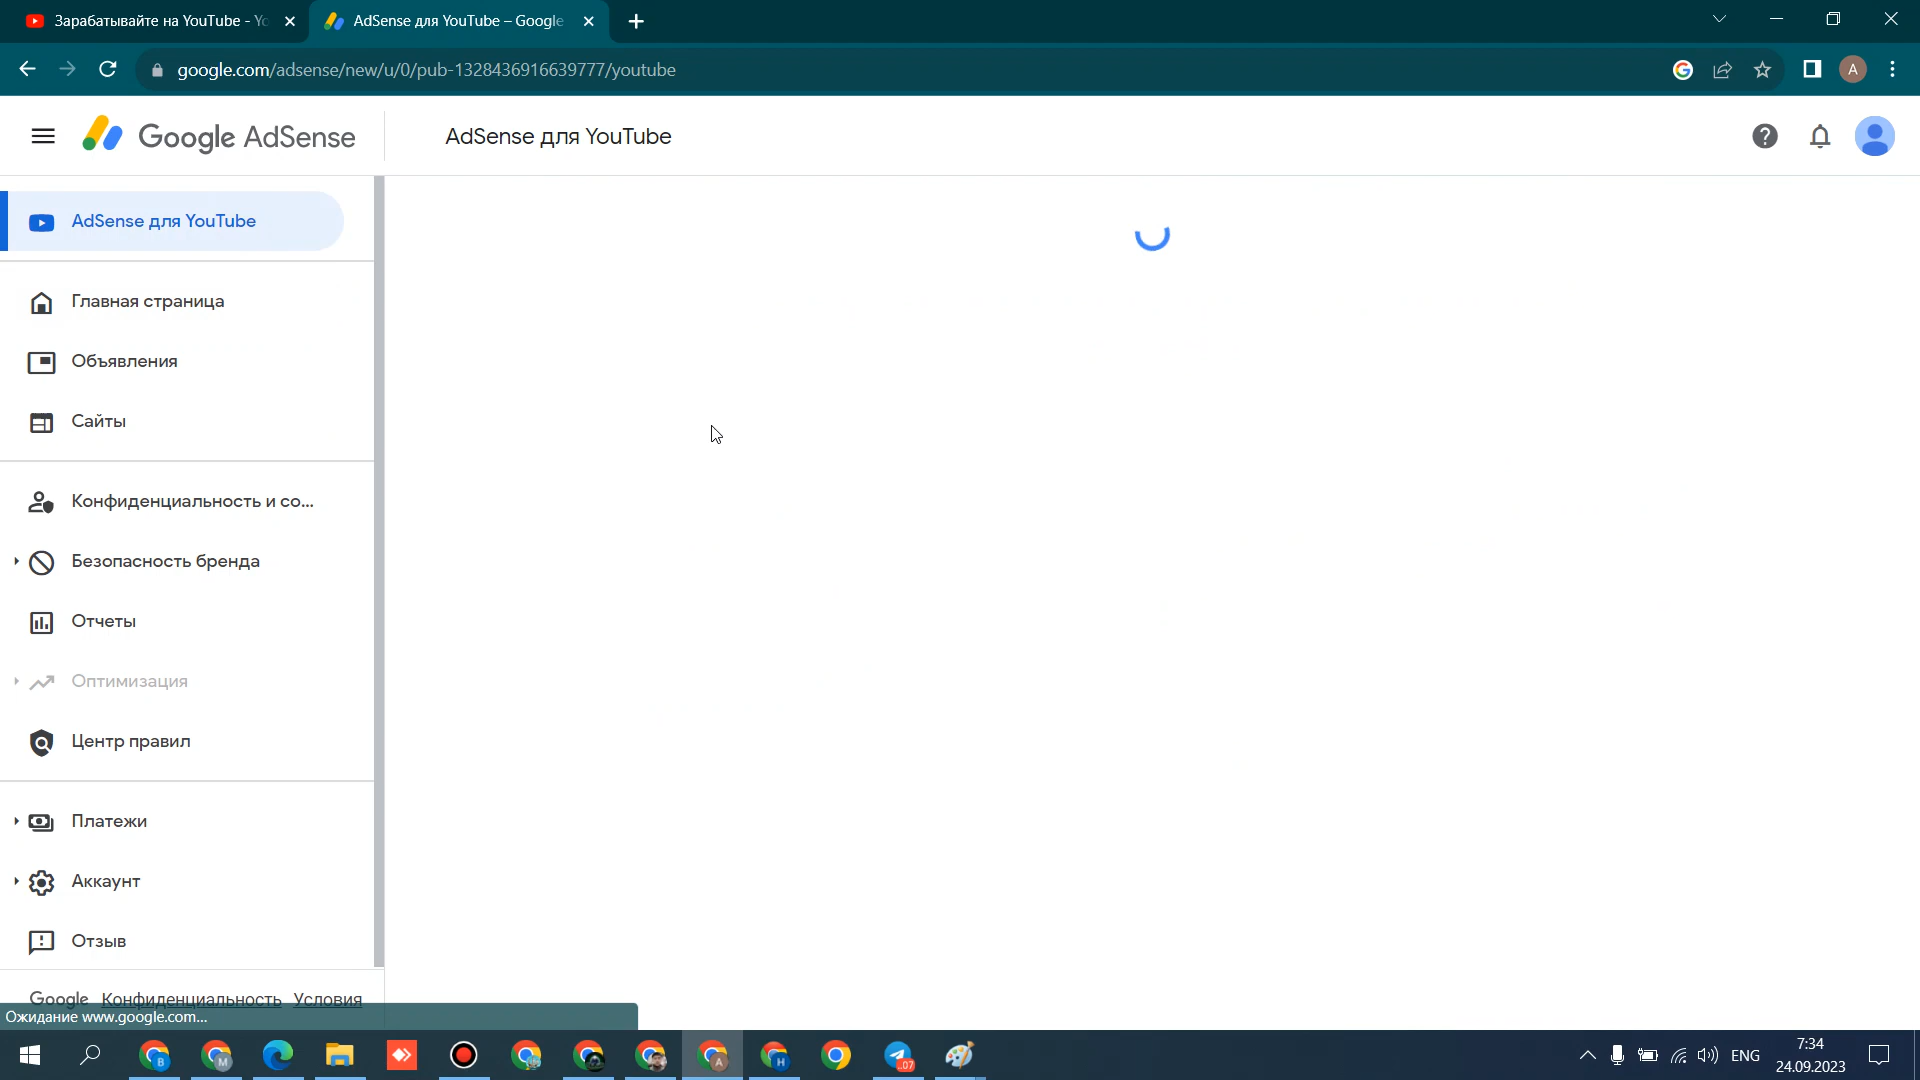 Зарабатывайте на YouTube - Yo
AdSense для YouTube – Google
google.com/adsense/new/u/0/pub-1328436916639777/youtube
A
Google AdSense
AdSense для YouTube
AdSense для YouTube
Главная страница
Объявления
Сайты
Конфиденциальность и со...
Безопасность бренда
Отчеты
Оптимизация
Центр правил
Платежи
Аккаунт
Отзыв
Google Конфиденциальность Условия
Ожидание www.google.com...
B
M
A
H
..07
ENG
7:34
24.09.2023